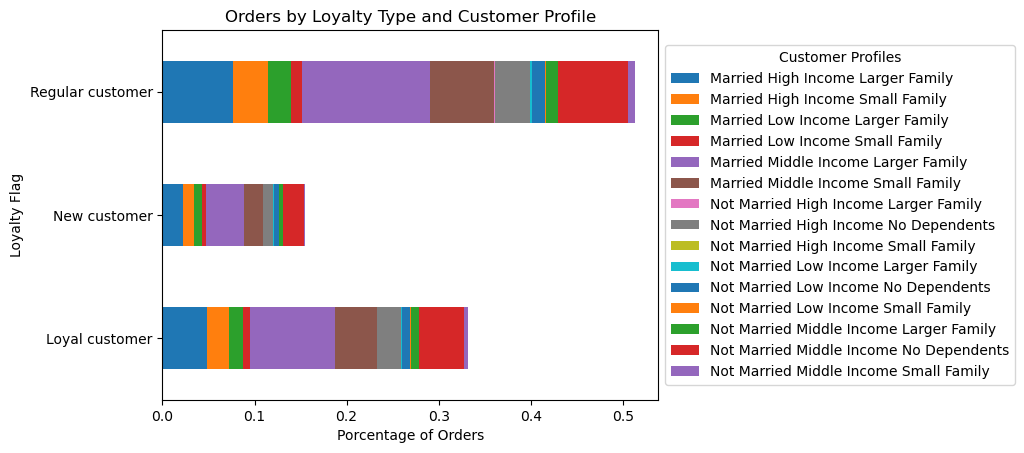 Orders by Loyalty Type and Customer Profile
Regular customer
New customer
Loyal customer
Loyalty Flag
0.0 0.1 0.2 0.3 0.4 0.5
Porcentage of Orders
Customer Profiles
Married High Income Larger Family
Married High Income Small Family
Married Low Income Larger Family
Married Low Income Small Family
Married Middle Income Larger Family
Married Middle Income Small Family
Not Married High Income Larger Family
Not Married High Income No Dependents
Not Married High Income Small Family
Not Married Low Income Larger Family
Not Married Low Income No Dependents
Not Married Low Income Small Family
Not Married Middle Income Larger Family
Not Married Middle Income No Dependents
Not Married Middle Income Small Family